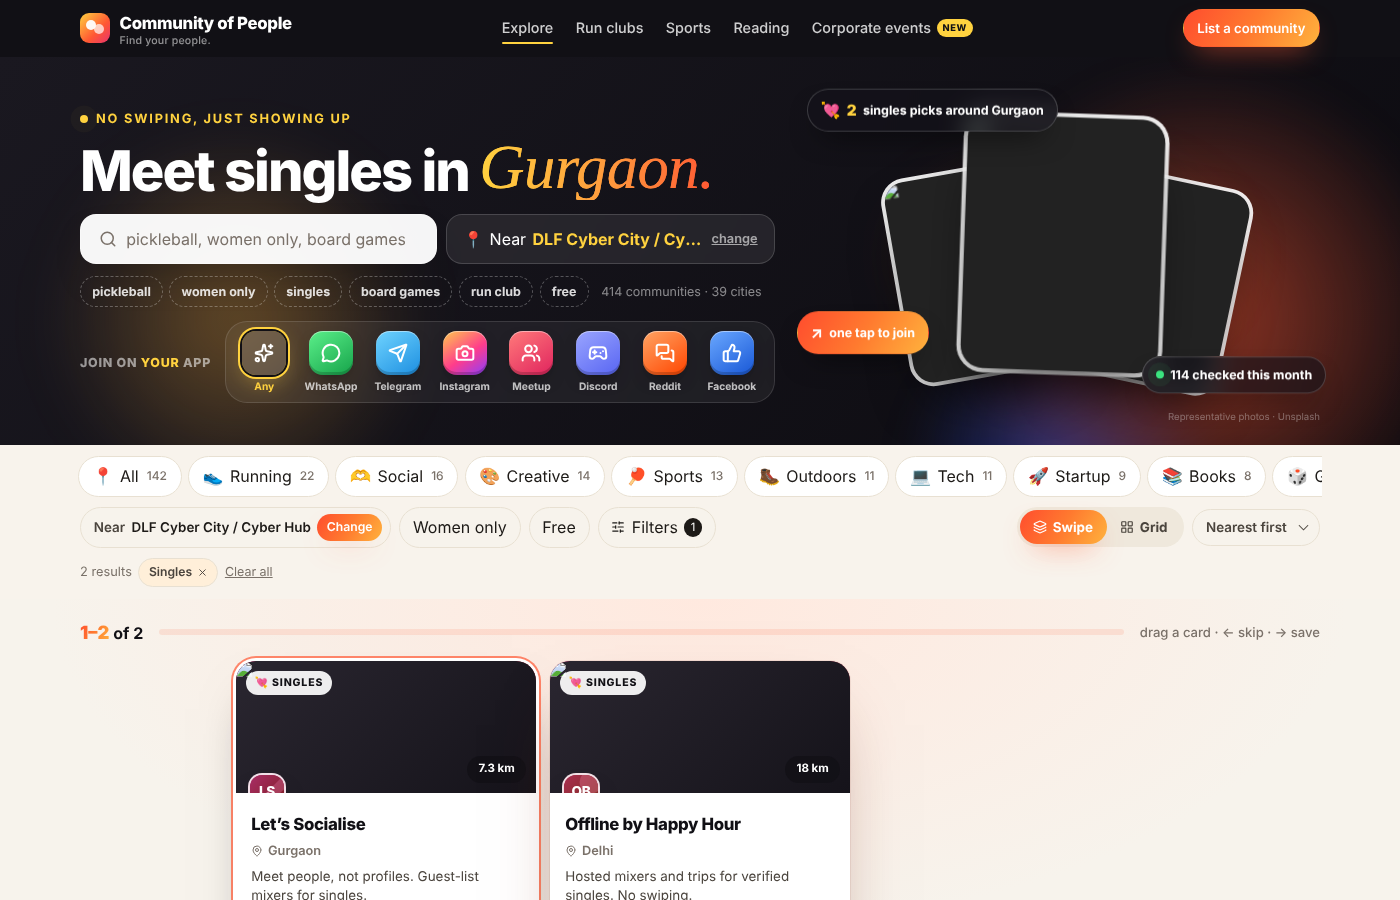 Community of People
Find your people.
Explore
Run clubs
Sports
Reading
Corporate events NEW
List a community
NO SWIPING, JUST SHOWING UP
Meet singles in Gurgaon.
pickleball, women only, board games
Near DLF Cyber City / Cy... change
pickleball
women only
singles
board games
run club
free
414 communities · 39 cities
JOIN ON YOUR APP
Any
WhatsApp
Telegram
Instagram
Meetup
Discord
Reddit
Facebook
2 singles picks around Gurgaon
one tap to join
114 checked this month
Representative photos · Unsplash
All 142
Running 22
Social 16
Creative 14
Sports 13
Outdoors 11
Tech 11
Startup 9
Books 8
Near DLF Cyber City / Cyber Hub Change
Women only
Free
Filters 1
Swipe
Grid
Nearest first
2 results
Singles ×
Clear all
1–2 of 2
drag a card · ← skip · → save
SINGLES
7.3 km
LS
Let’s Socialise
Gurgaon
Meet people, not profiles. Guest-list
mixers for singles.
SINGLES
18 km
OB
Offline by Happy Hour
Delhi
Hosted mixers and trips for verified
singles. No swiping.